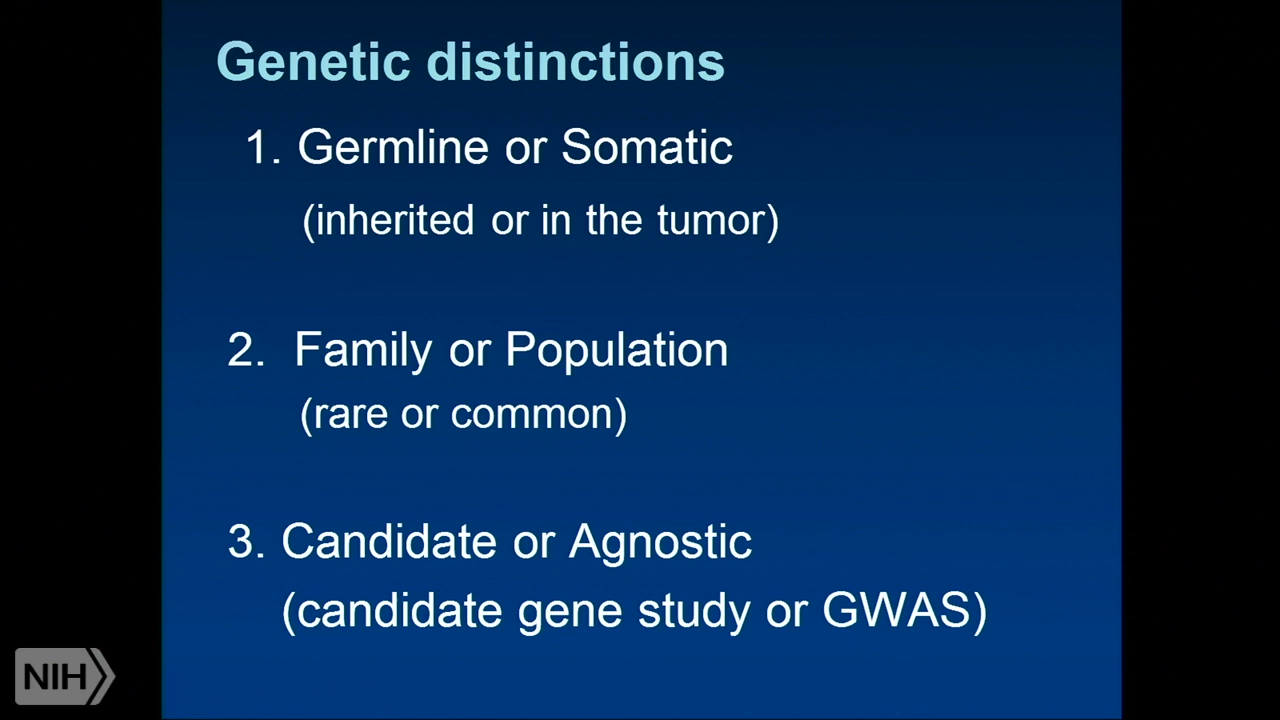 Genetic distinctions
1. Germline or Somatic
(inherited or in the tumor)
2. Family or Population
(rare or common)
3. Candidate or Agnostic
(candidate gene study or GWAS)
NIH